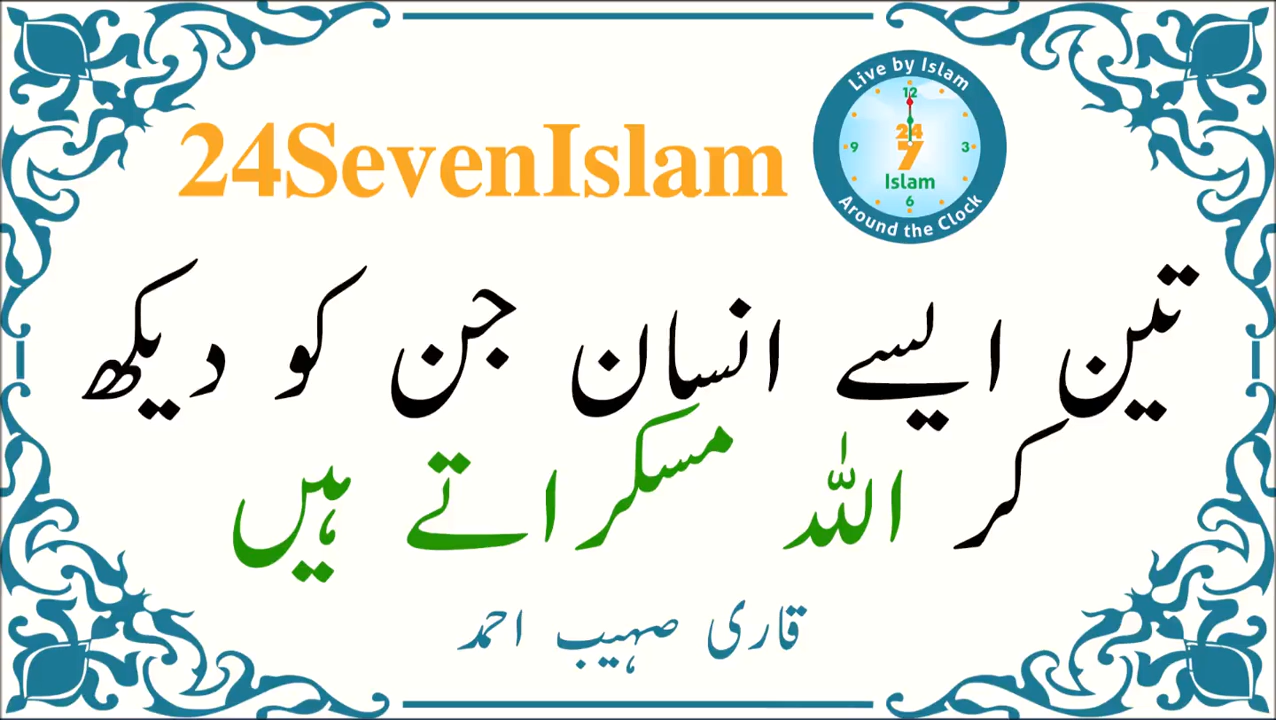 Live by Islam
24SevenIslam
12
24
7
9
3
Islam
6
Around the Clock
تین ایسے انسان جن کو دیکھ
کر اللہ مسکراتے ہیں
قاری صہیب احمد